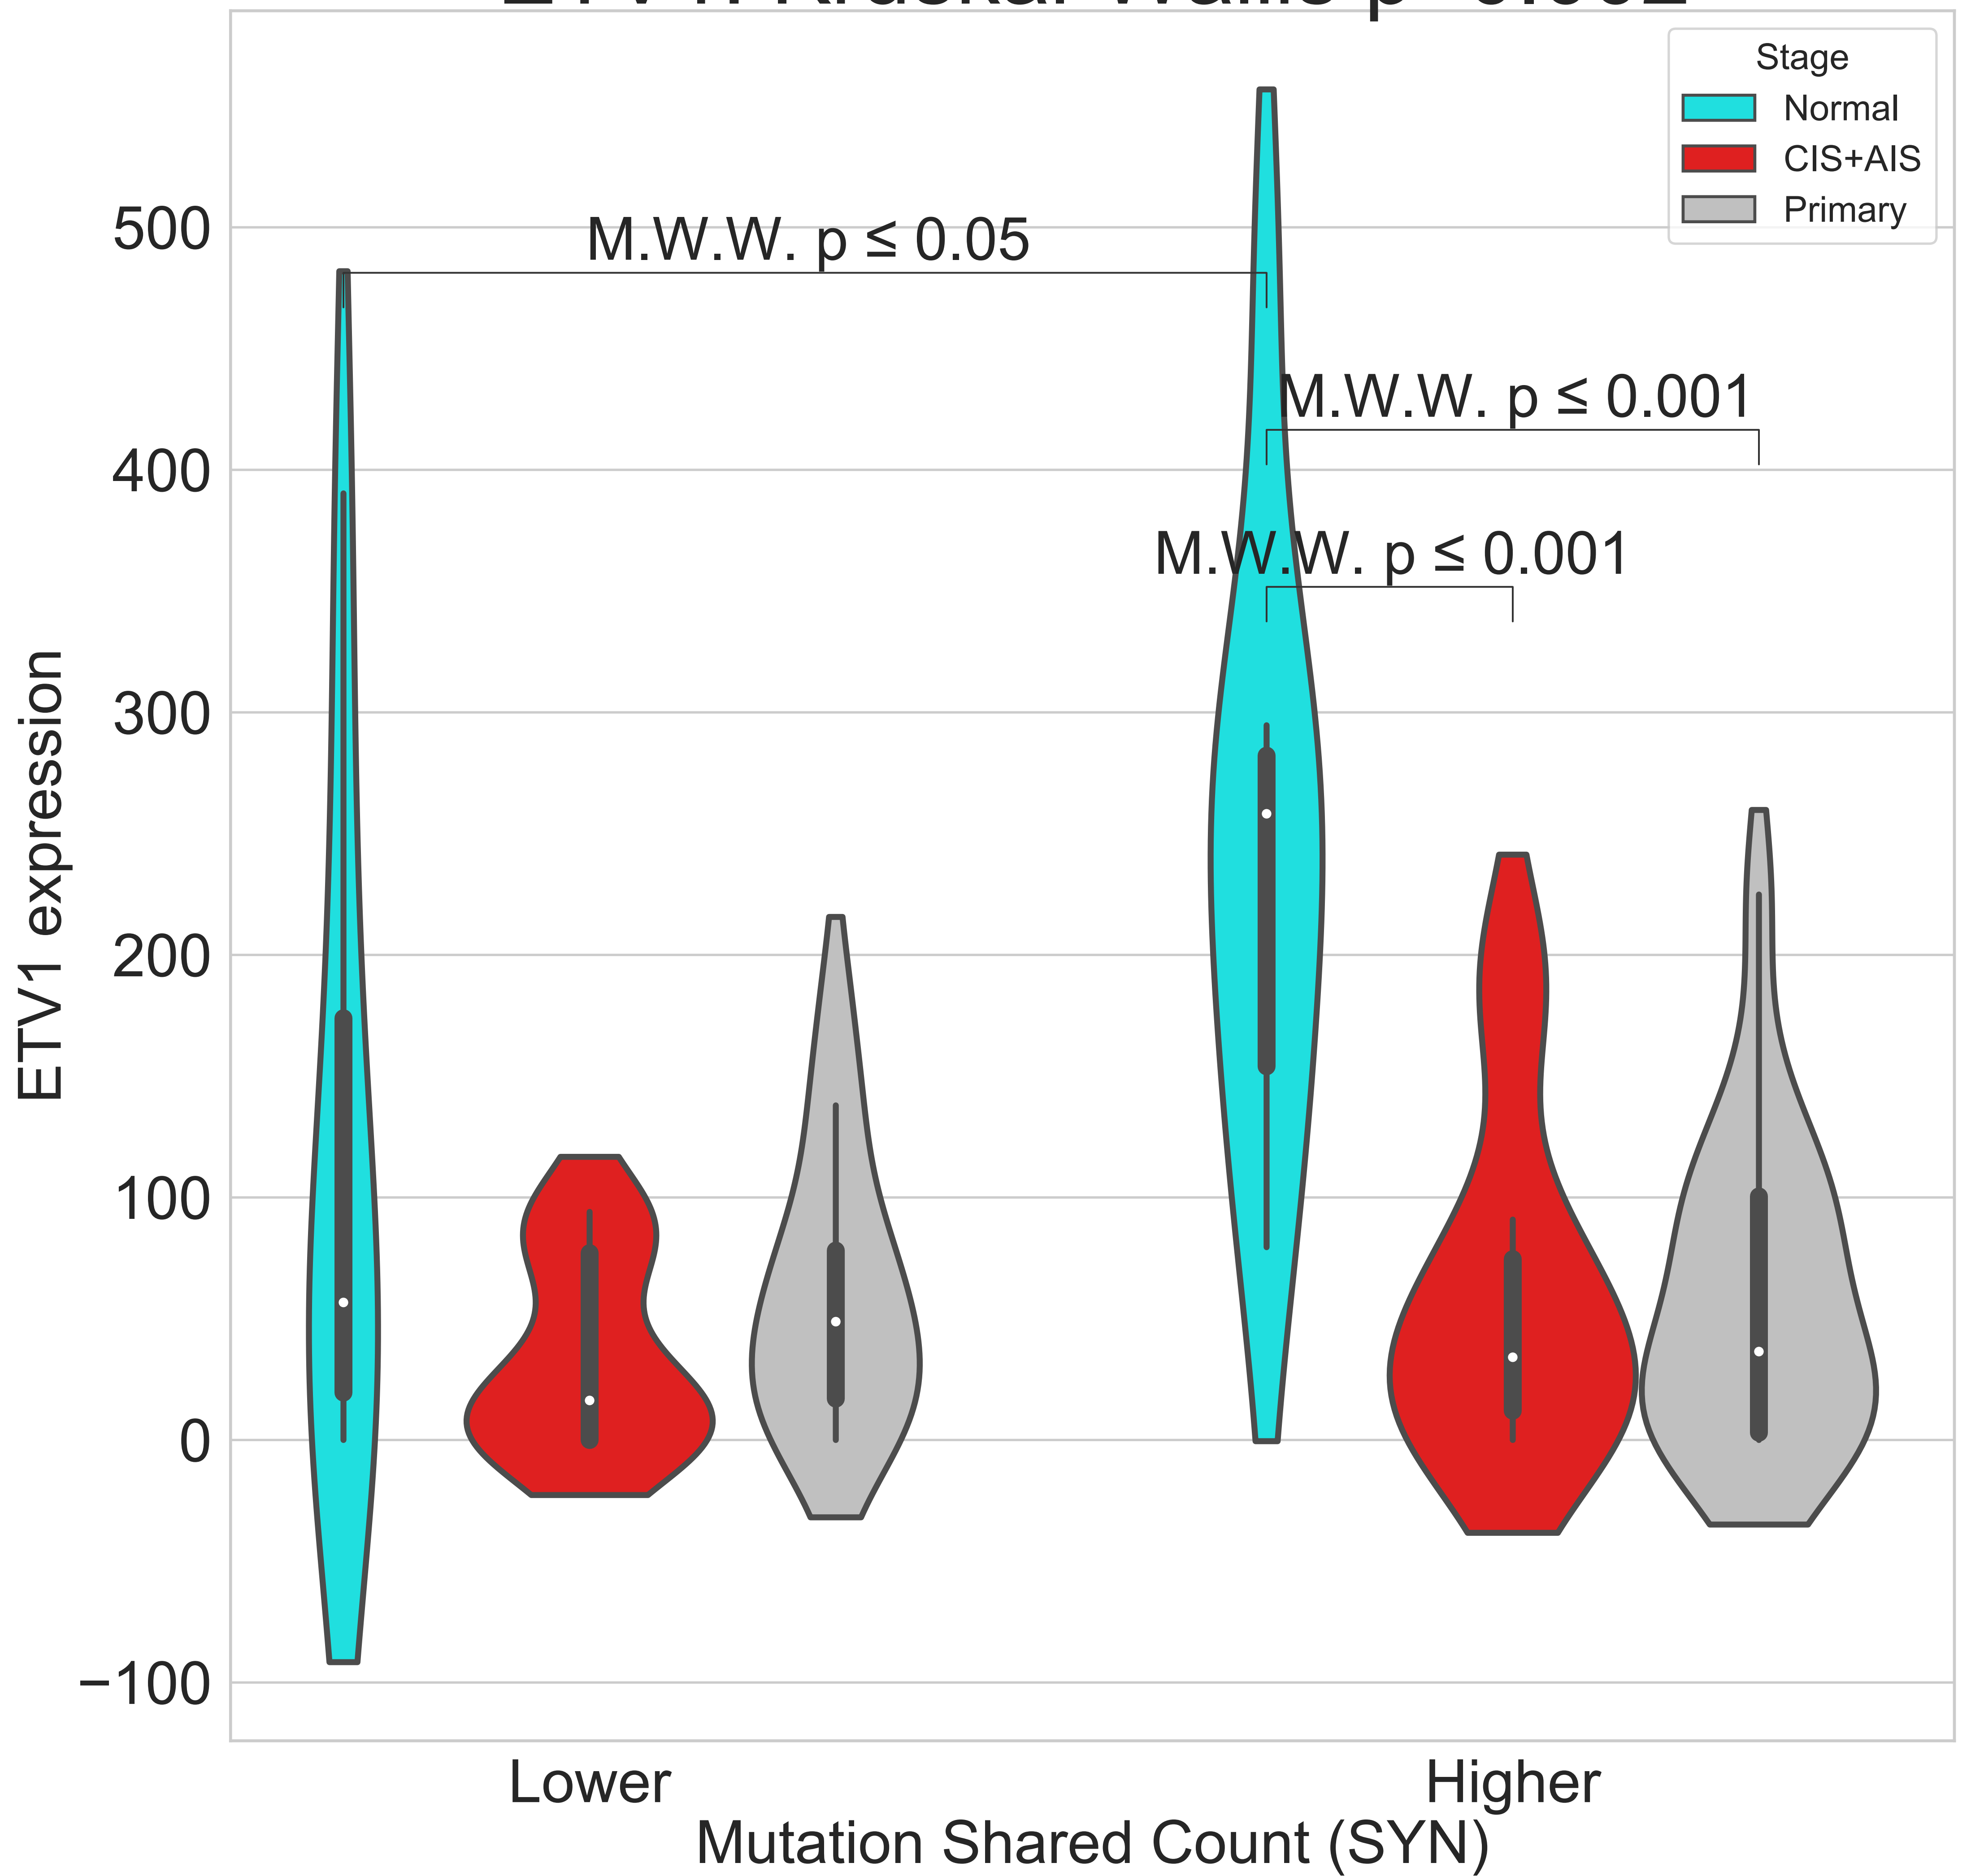 Stage
Normal
CIS+AIS
Primary
M.W.W. p ≤ 0.05
M.W.W. p ≤ 0.001
M.W.W. p ≤ 0.001
500
400
300
200
100
0
−100
ETV1 expression
Lower
Higher
Mutation Shared Count (SYN)